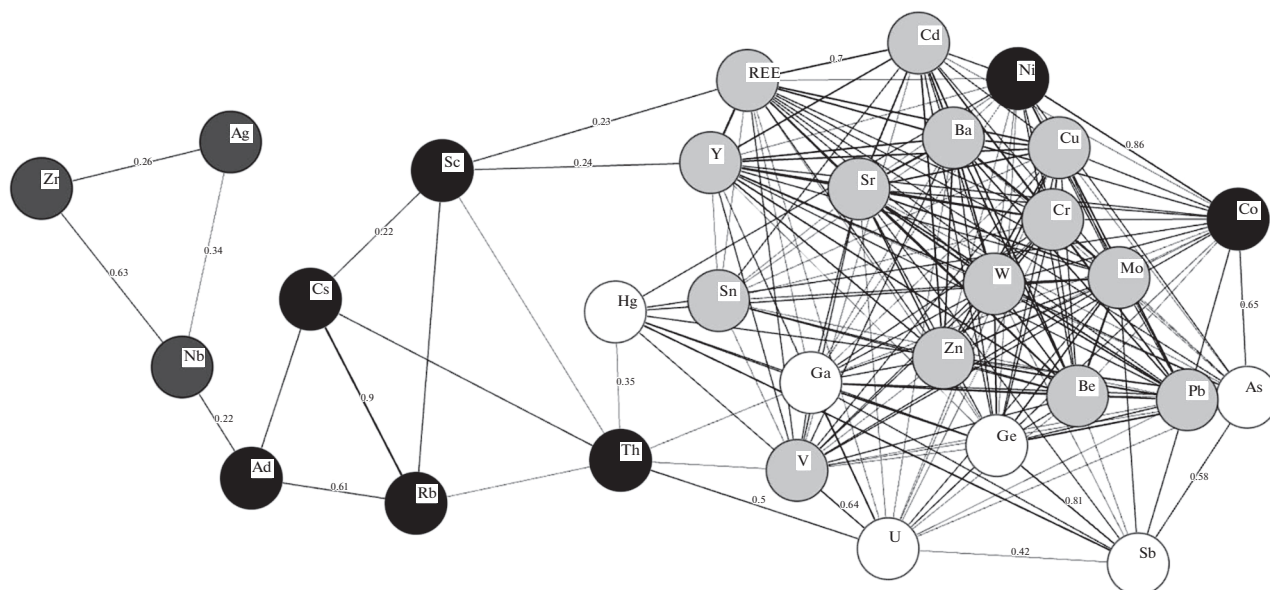 Cd
0.7
REE
Ni
Ag
Ba
Cu
0.23
0.86
0.26
Sc
0.24
Y
Zr
Sr
Co
Cr
0.22
0.34
0.63
Cs
Hg
Sn
W
Mo
0.65
Nb
0.35
Ga
Zn
Be
Pb
As
0.9
0.22
Ge
Th
V
Ad
0.61
Rb
0.5
0.64
0.81
0.58
U
0.42
Sb